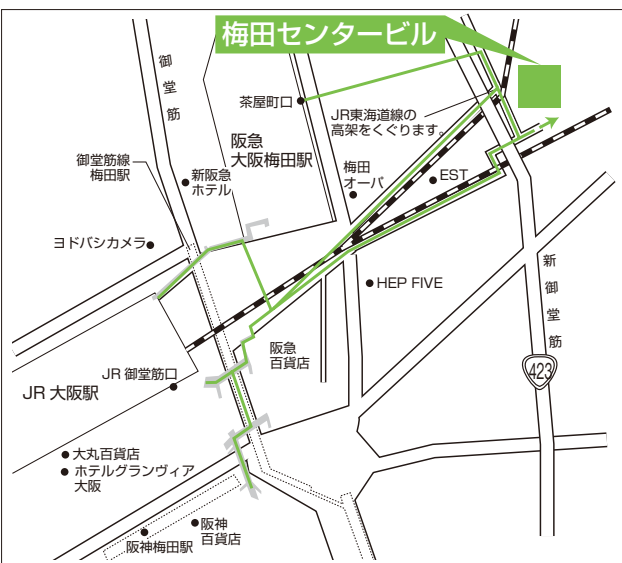 梅田センタービル
御堂筋
茶屋町口
JR東海道線の
高架をくぐります。
阪急
大阪梅田駅
御堂筋線
梅田駅
新阪急
ホテル
梅田
オーパ
EST
ヨドバシカメラ
HEP FIVE
新御堂筋
阪急
百貨店
423
JR 御堂筋口
JR 大阪駅
大丸百貨店
ホテルグランヴィア
大阪
阪神
百貨店
阪神梅田駅